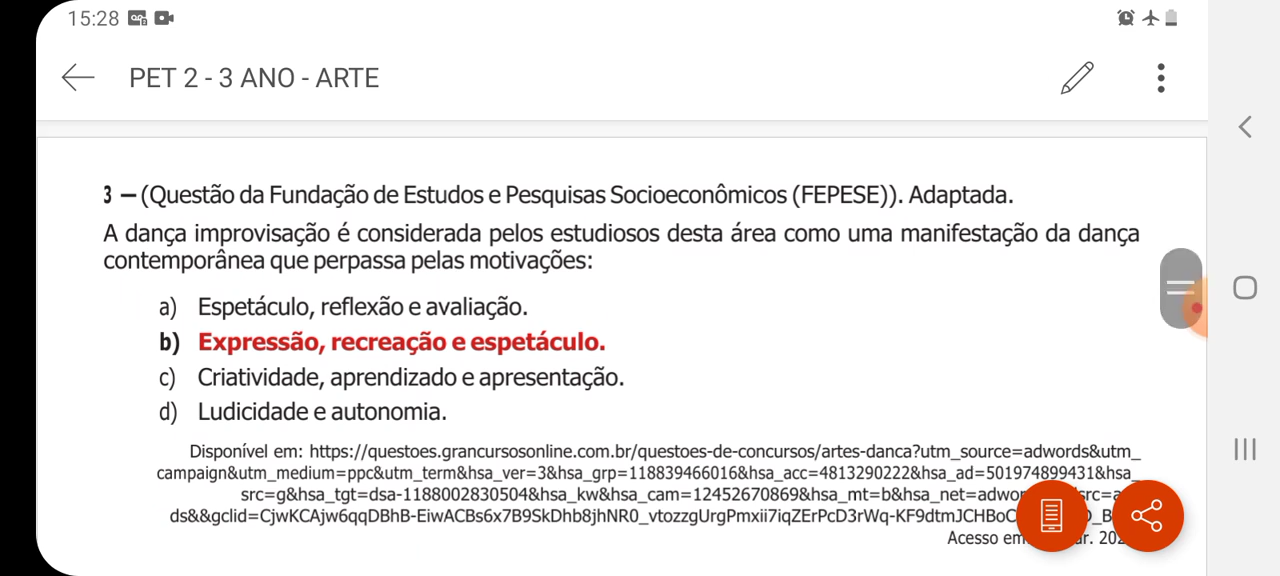 15:28
PET 2 - 3 ANO - ARTE
3 – (Questão da Fundação de Estudos e Pesquisas Socioeconômicos (FEPESE)). Adaptada.
A dança improvisação é considerada pelos estudiosos desta área como uma manifestação da dança
contemporânea que perpassa pelas motivações:
a) Espetáculo, reflexão e avaliação.
b) Expressão, recreação e espetáculo.
c) Criatividade, aprendizado e apresentação.
d) Ludicidade e autonomia.
Disponível em: https://questoes.grancursosonline.com.br/questoes-de-concursos/artes-danca?utm_source=adwords&utm_
campaign&utm_medium=ppc&utm_term&hsa_ver=3&hsa_grp=118839466016&hsa_acc=4813290222&hsa_ad=501974899431&hsa_
src=g&hsa_tgt=dsa-1188002830504&hsa_kw&hsa_cam=12452670869&hsa_mt=b&hsa_net=adwor
ds&&gclid=CjwKCAjw6qqDBhB-EiwACBs6x7B9SkDhb8jhNR0_vtozzgUrgPmxii7iqZErPcD3rWq-KF9dtmJCHBoC
Acesso em